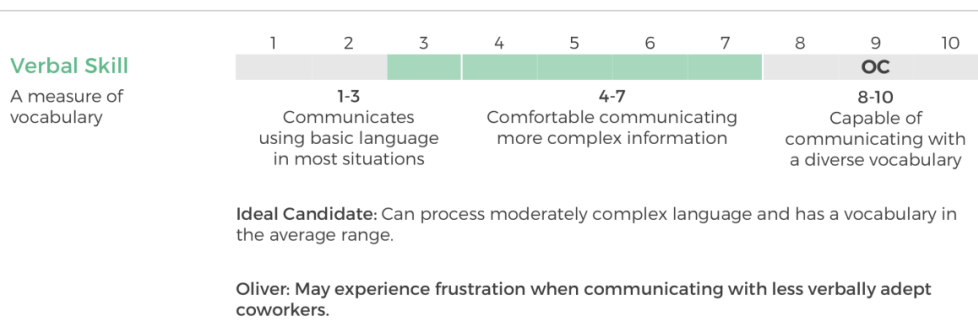 1 2 3 4 5 6 7 8 9 10
Verbal Skill
OC
A measure of
vocabulary
1-3
Communicates
using basic language
in most situations
4-7
Comfortable communicating
more complex information
8-10
Capable of
communicating with
a diverse vocabulary
Ideal Candidate: Can process moderately complex language and has a vocabulary in
the average range.
Oliver: May experience frustration when communicating with less verbally adept
coworkers.